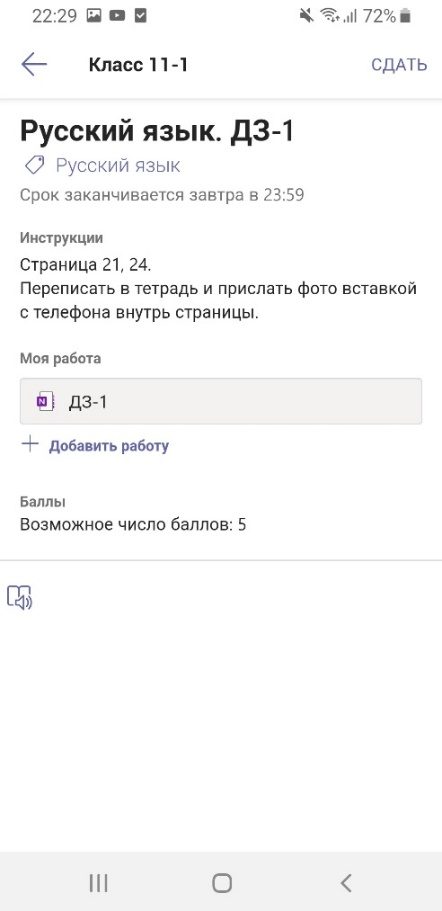 22:29 72%
Класс 11-1 СДАТЬ
Русский язык. ДЗ-1
Русский язык
Срок заканчивается завтра в 23:59
Инструкции
Страница 21, 24.
Переписать в тетрадь и прислать фото вставкой
с телефона внутрь страницы.
Моя работа
N ДЗ-1
+ Добавить работу
Баллы
Возможное число баллов: 5